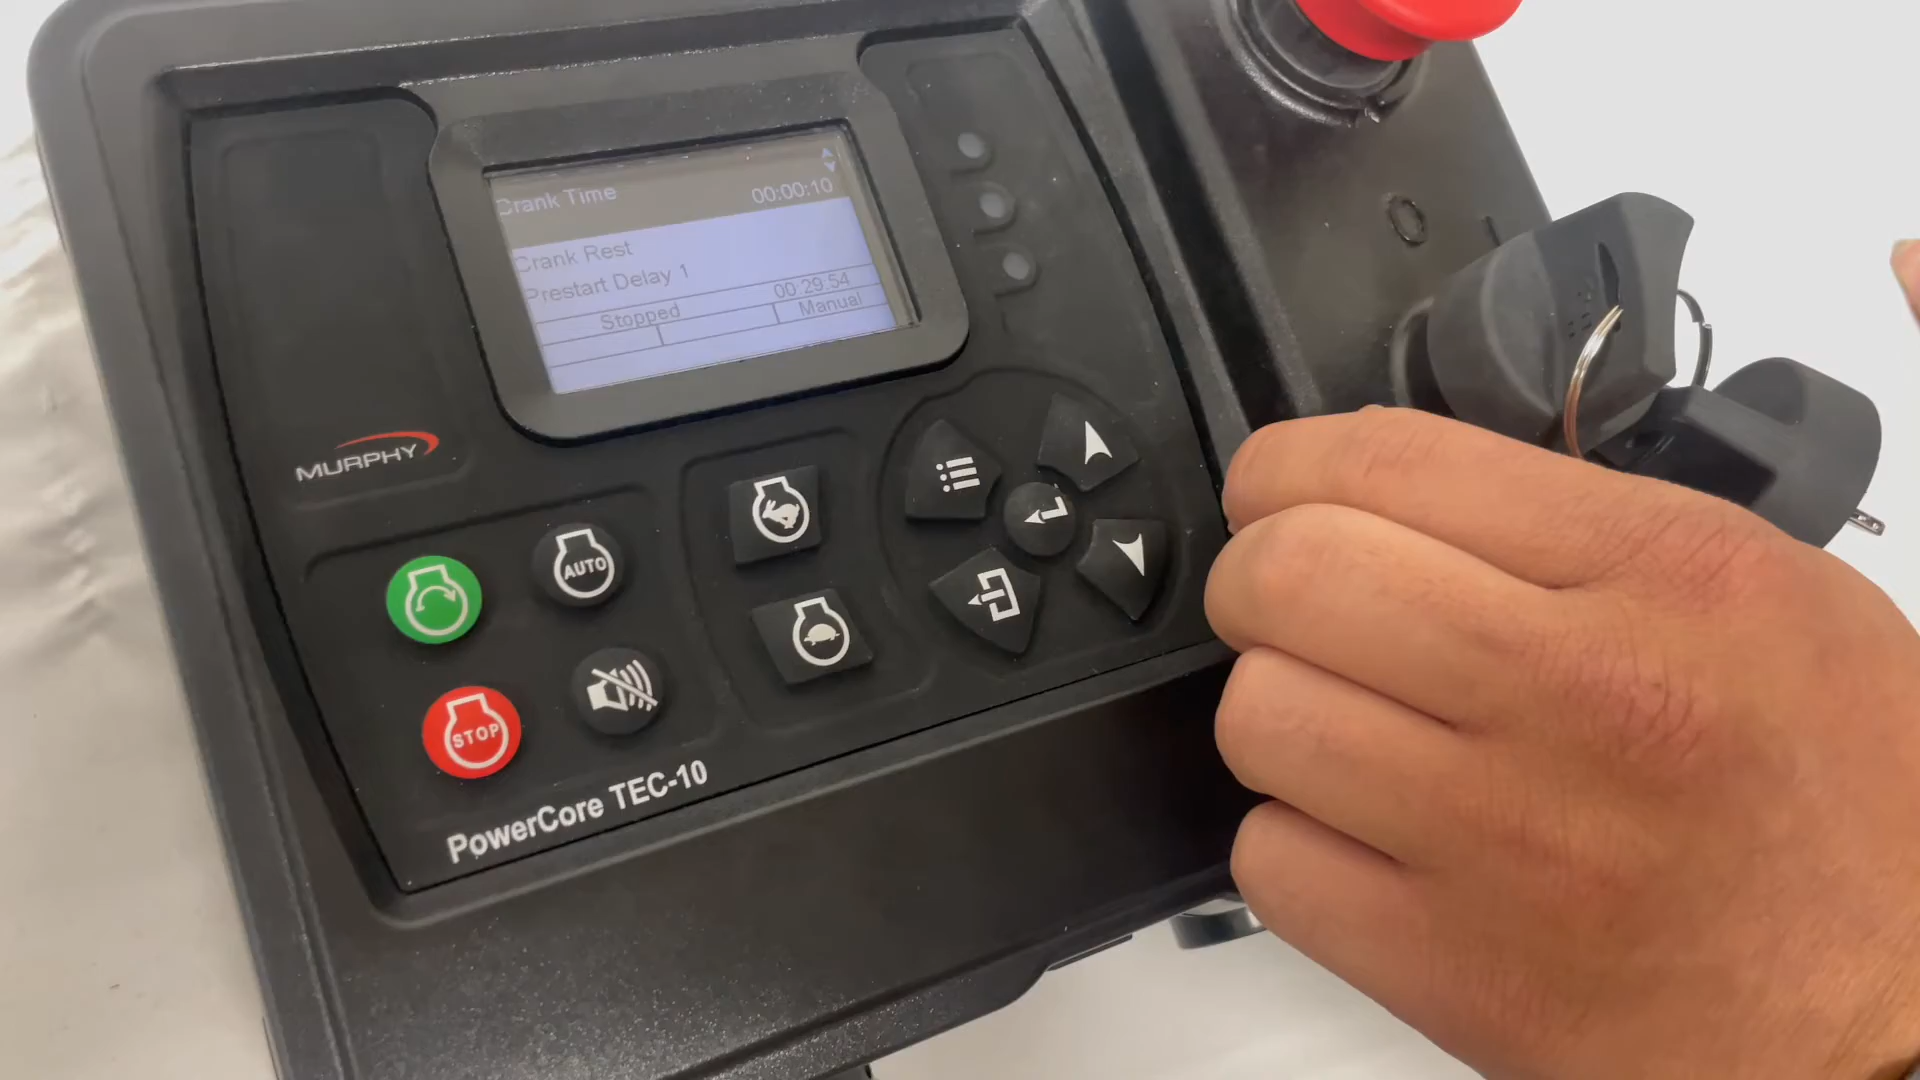 Crank Time
00:00:10
Crank Rest
Prestart Delay 1
00:29:54
Stopped
Manual
MURPHY
AUTO
STOP
PowerCore TEC-10